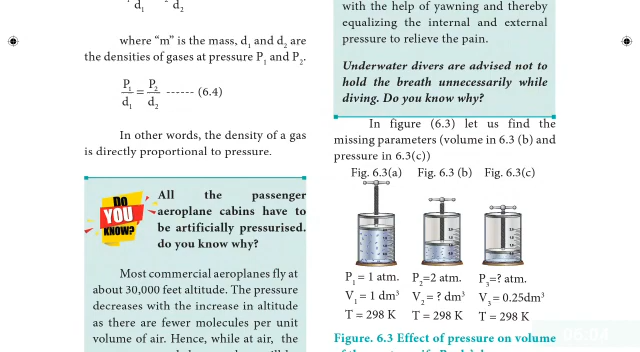 d₁ d₂
where “m” is the mass, d₁ and d₂ are
the densities of gases at pressure P₁ and P₂.
P₁/d₁ = P₂/d₂ ------ (6.4)
In other words, the density of a gas
is directly proportional to pressure.
DO
YOU
KNOW?
All the passenger
aeroplane cabins have to
be artificially pressurised.
do you know why?
Most commercial aeroplanes fly at
about 30,000 feet altitude. The pressure
decreases with the increase in altitude
as there are fewer molecules per unit
volume of air. Hence, while at air, the
with the help of yawning and thereby
equalizing the internal and external
pressure to relieve the pain.
Underwater divers are advised not to
hold the breath unnecessarily while
diving. Do you know why?
In figure (6.3) let us find the
missing parameters (volume in 6.3 (b) and
pressure in 6.3(c))
Fig. 6.3(a) Fig. 6.3 (b) Fig. 6.3(c)
P₁ = 1 atm. P₂=2 atm. P₃=? atm.
V₁ = 1 dm³ V₂ = ? dm³ V₃ = 0.25dm³
T = 298 K T = 298 K T = 298 K
Figure. 6.3 Effect of pressure on volume